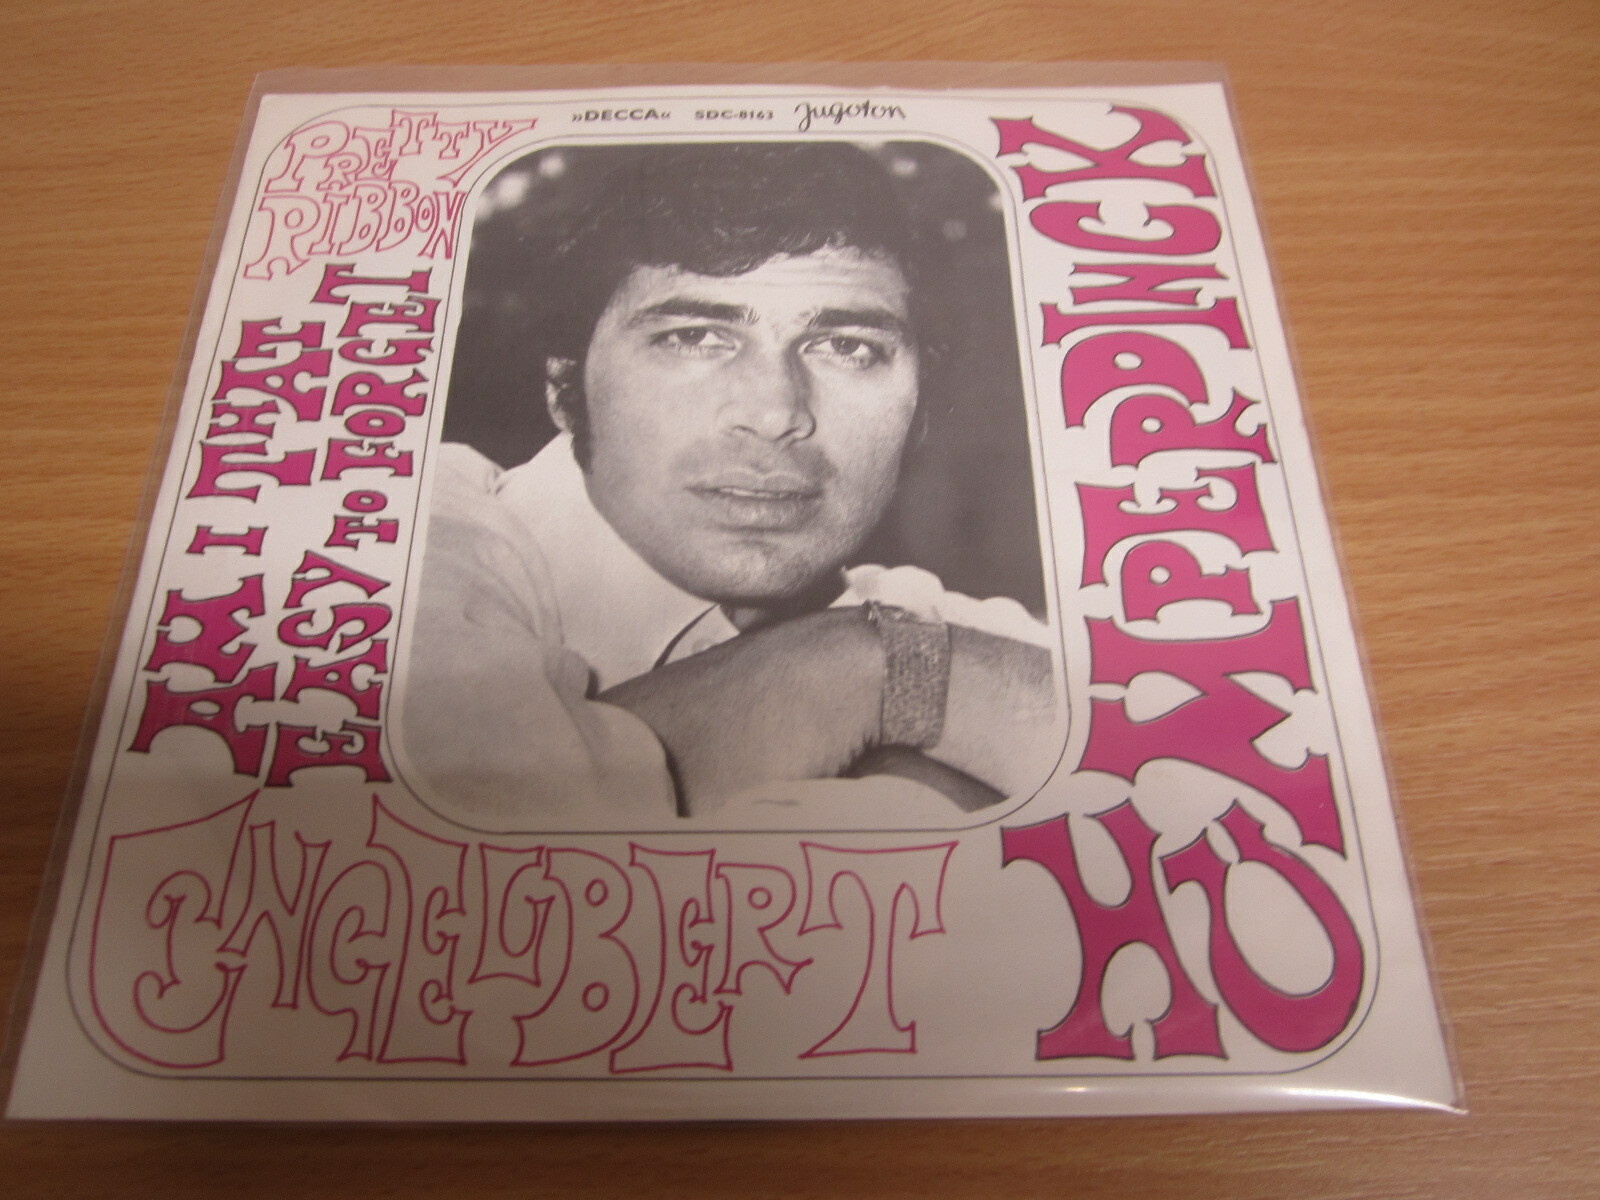 »DECCA« SDC-8163 Jugoton
PRETTY
RIBBON
AM I THAT
EASY TO FORGET
ENGELBERT
HUMPERDINCK